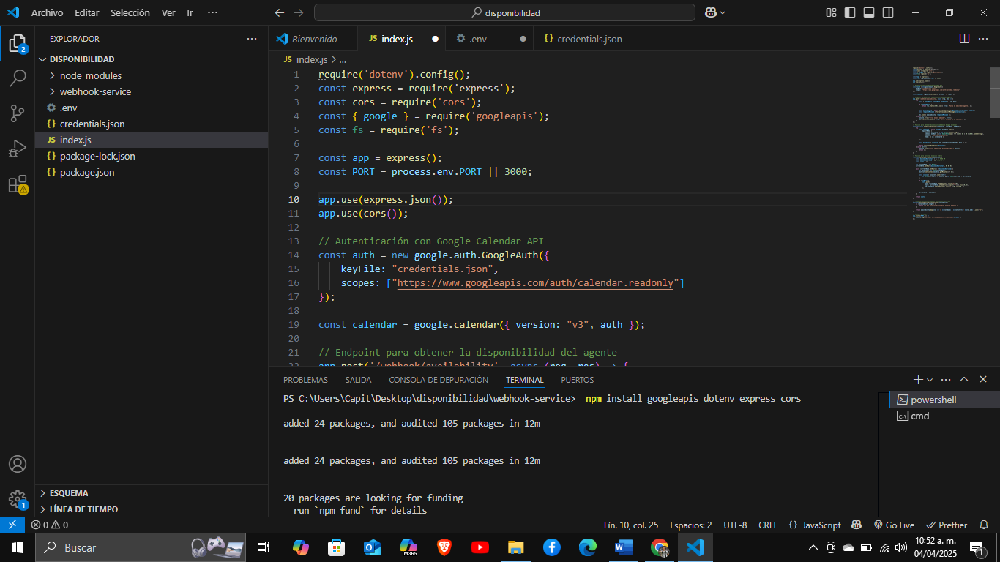 Archivo Editar Selección Ver Ir ···
disponibilidad
EXPLORADOR
DISPONIBILIDAD
node_modules
webhook-service
.env
credentials.json
index.js
package-lock.json
package.json
ESQUEMA
LÍNEA DE TIEMPO
2
1
Bienvenido
JS index.js
.env
{} credentials.json
JS index.js > ...
1 require('dotenv').config();
2 const express = require('express');
3 const cors = require('cors');
4 const { google } = require('googleapis');
5 const fs = require('fs');
6
7 const app = express();
8 const PORT = process.env.PORT || 3000;
9
10 app.use(express.json());
11 app.use(cors());
12
13 // Autenticación con Google Calendar API
14 const auth = new google.auth.GoogleAuth({
15 keyFile: "credentials.json",
16 scopes: ["https://www.googleapis.com/auth/calendar.readonly"]
17 });
18
19 const calendar = google.calendar({ version: "v3", auth });
20
21 // Endpoint para obtener la disponibilidad del agente
22 app.post('/webhook/availability', async (req, res) => {
PROBLEMAS SALIDA CONSOLA DE DEPURACIÓN TERMINAL PUERTOS
PS C:\Users\Capit\Desktop\disponibilidad\webhook-service> npm install googleapis dotenv express cors
added 24 packages, and audited 105 packages in 12m
added 24 packages, and audited 105 packages in 12m
20 packages are looking for funding
run `npm fund` for details
powershell
cmd
0 0
Lín. 10, col. 25 Espacios: 2 UTF-8 CRLF {} JavaScript Go Live Prettier
Buscar
M365
10:52 a. m.
04/04/2025
1